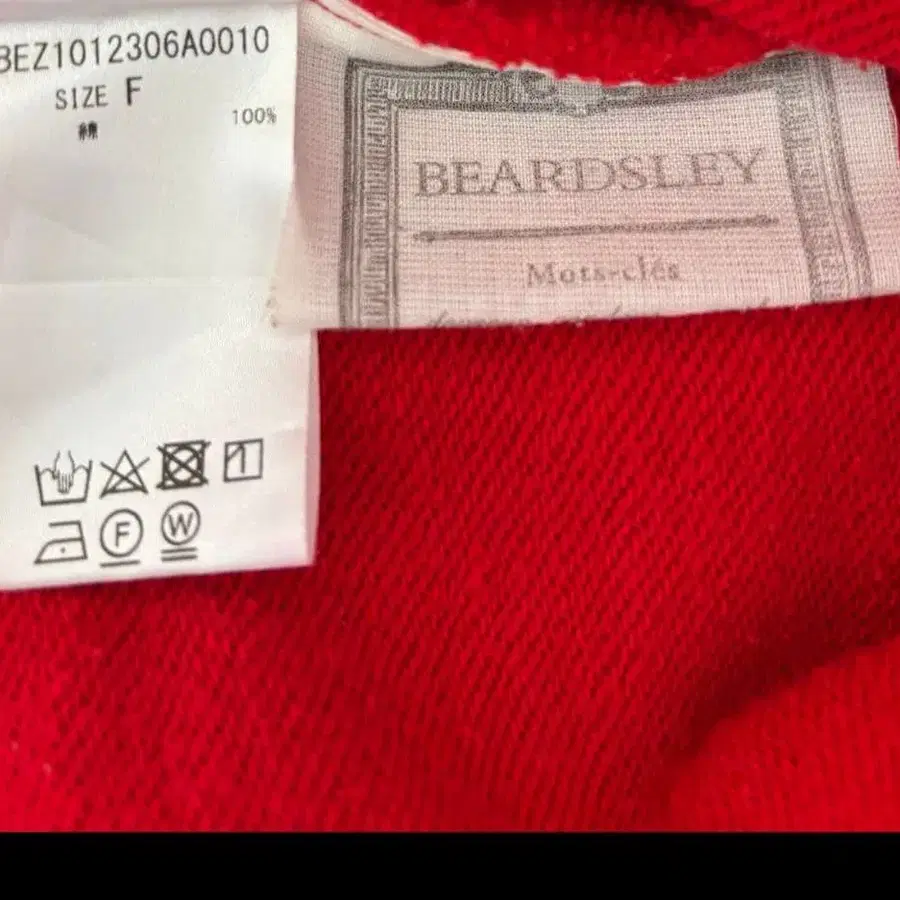 BEZ1012306A0010
SIZE F
綿 100%
BEARDSLEY
Mots-clés
F W